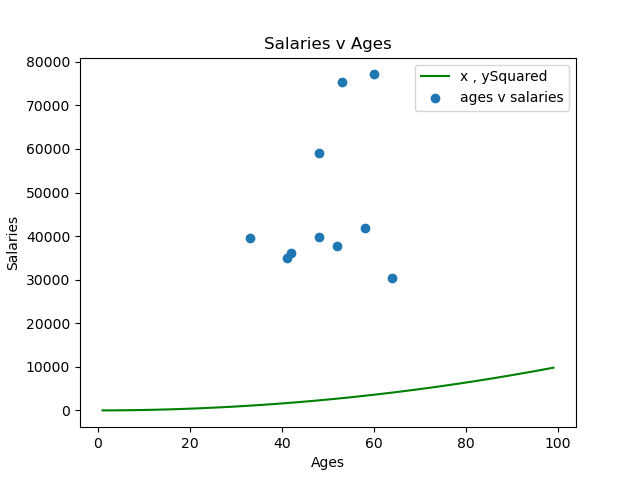 Salaries v Ages
x , ySquared
ages v salaries
80000
70000
60000
50000
40000
30000
20000
10000
0
Salaries
0 20 40 60 80 100
Ages